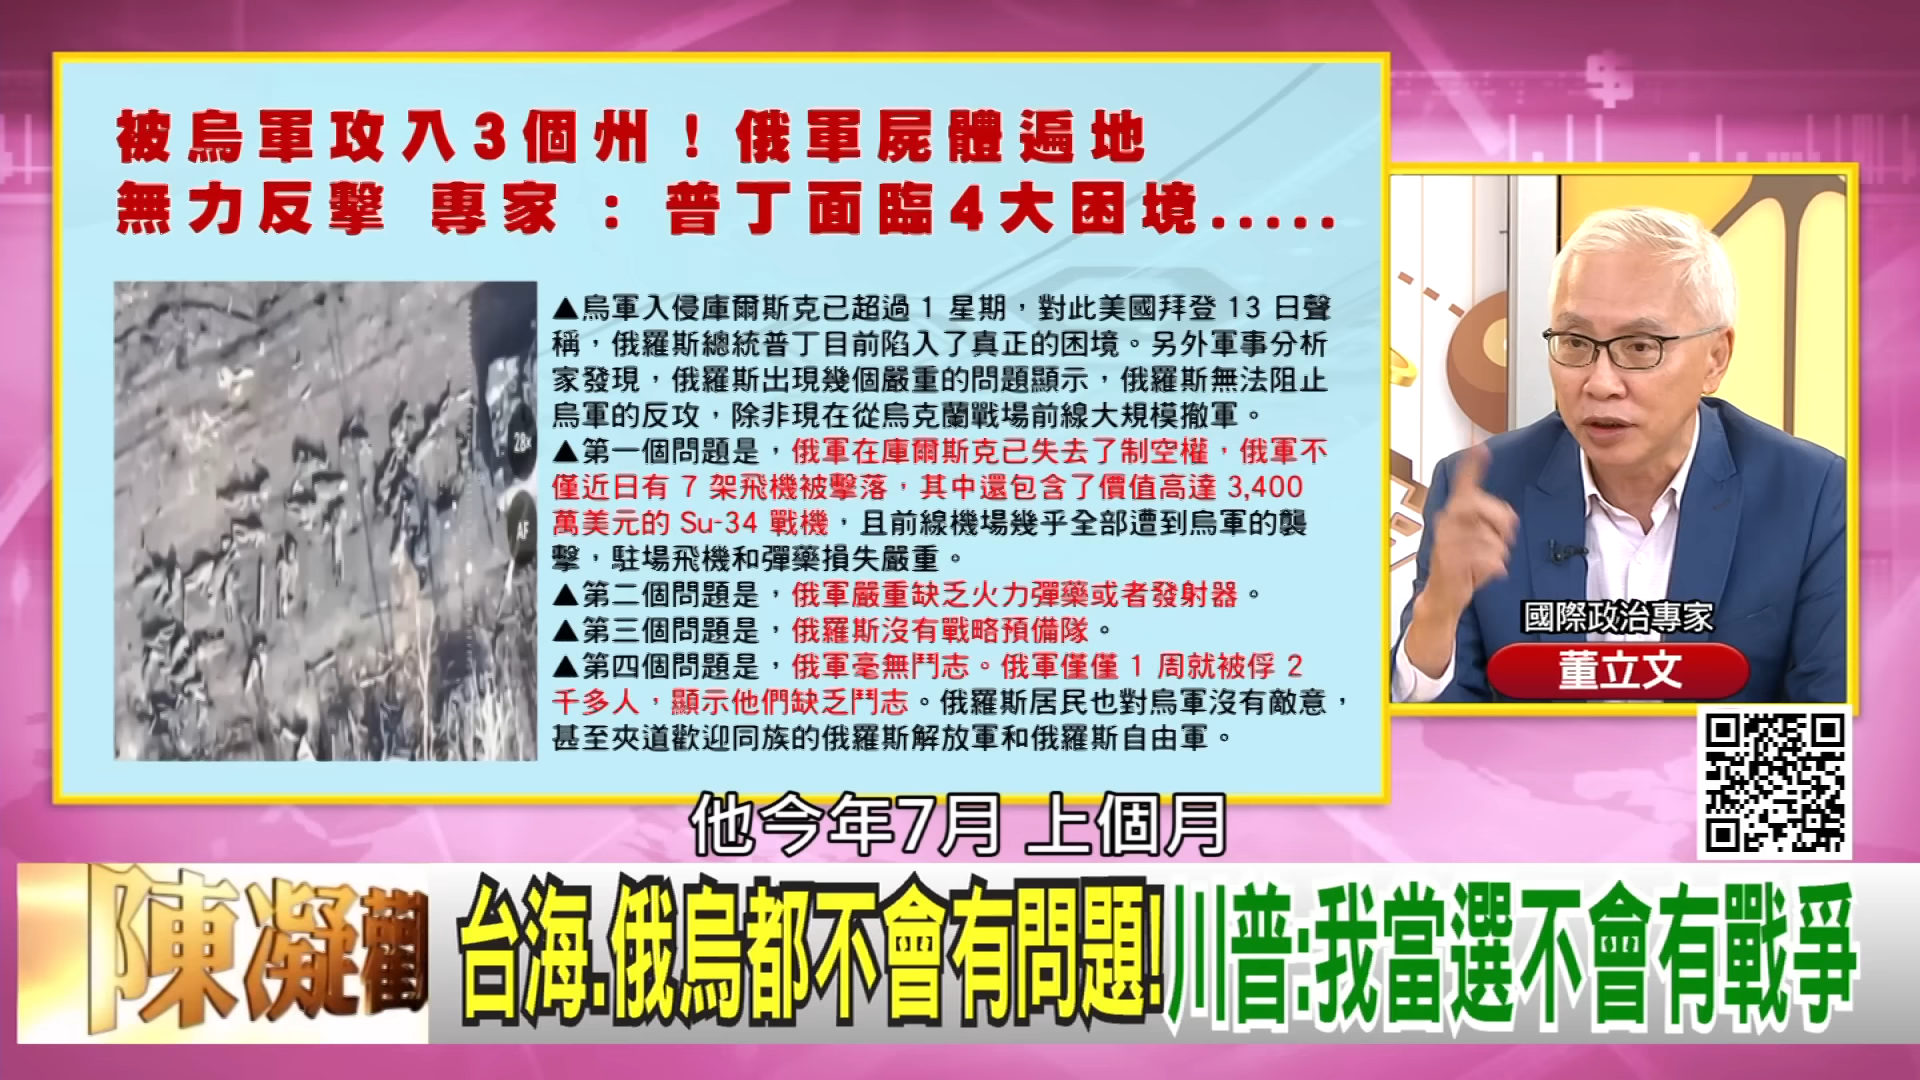 被烏軍攻入3個州！俄軍屍體遍地
無力反擊 專家：普丁面臨4大困境.....
▲烏軍入侵庫爾斯克已超過 1 星期，對此美國拜登 13 日聲
稱，俄羅斯總統普丁目前陷入了真正的困境。另外軍事分析
家發現，俄羅斯出現幾個嚴重的問題顯示，俄羅斯無法阻止
烏軍的反攻，除非現在從烏克蘭戰場前線大規模撤軍。
▲第一個問題是，俄軍在庫爾斯克已失去了制空權，俄軍不
僅近日有 7 架飛機被擊落，其中還包含了價值高達 3,400
萬美元的 Su-34 戰機，且前線機場幾乎全部遭到烏軍的襲
擊，駐場飛機和彈藥損失嚴重。
▲第二個問題是，俄軍嚴重缺乏火力彈藥或者發射器。
▲第三個問題是，俄羅斯沒有戰略預備隊。
▲第四個問題是，俄軍毫無鬥志。俄軍僅僅 1 周就被俘 2
千多人，顯示他們缺乏鬥志。俄羅斯居民也對烏軍沒有敵意，
甚至夾道歡迎同族的俄羅斯解放軍和俄羅斯自由軍。
28×
AF
國際政治專家
董立文
他今年7月 上個月
陳凝觀
台海.俄烏都不會有問題!川普:我當選不會有戰爭